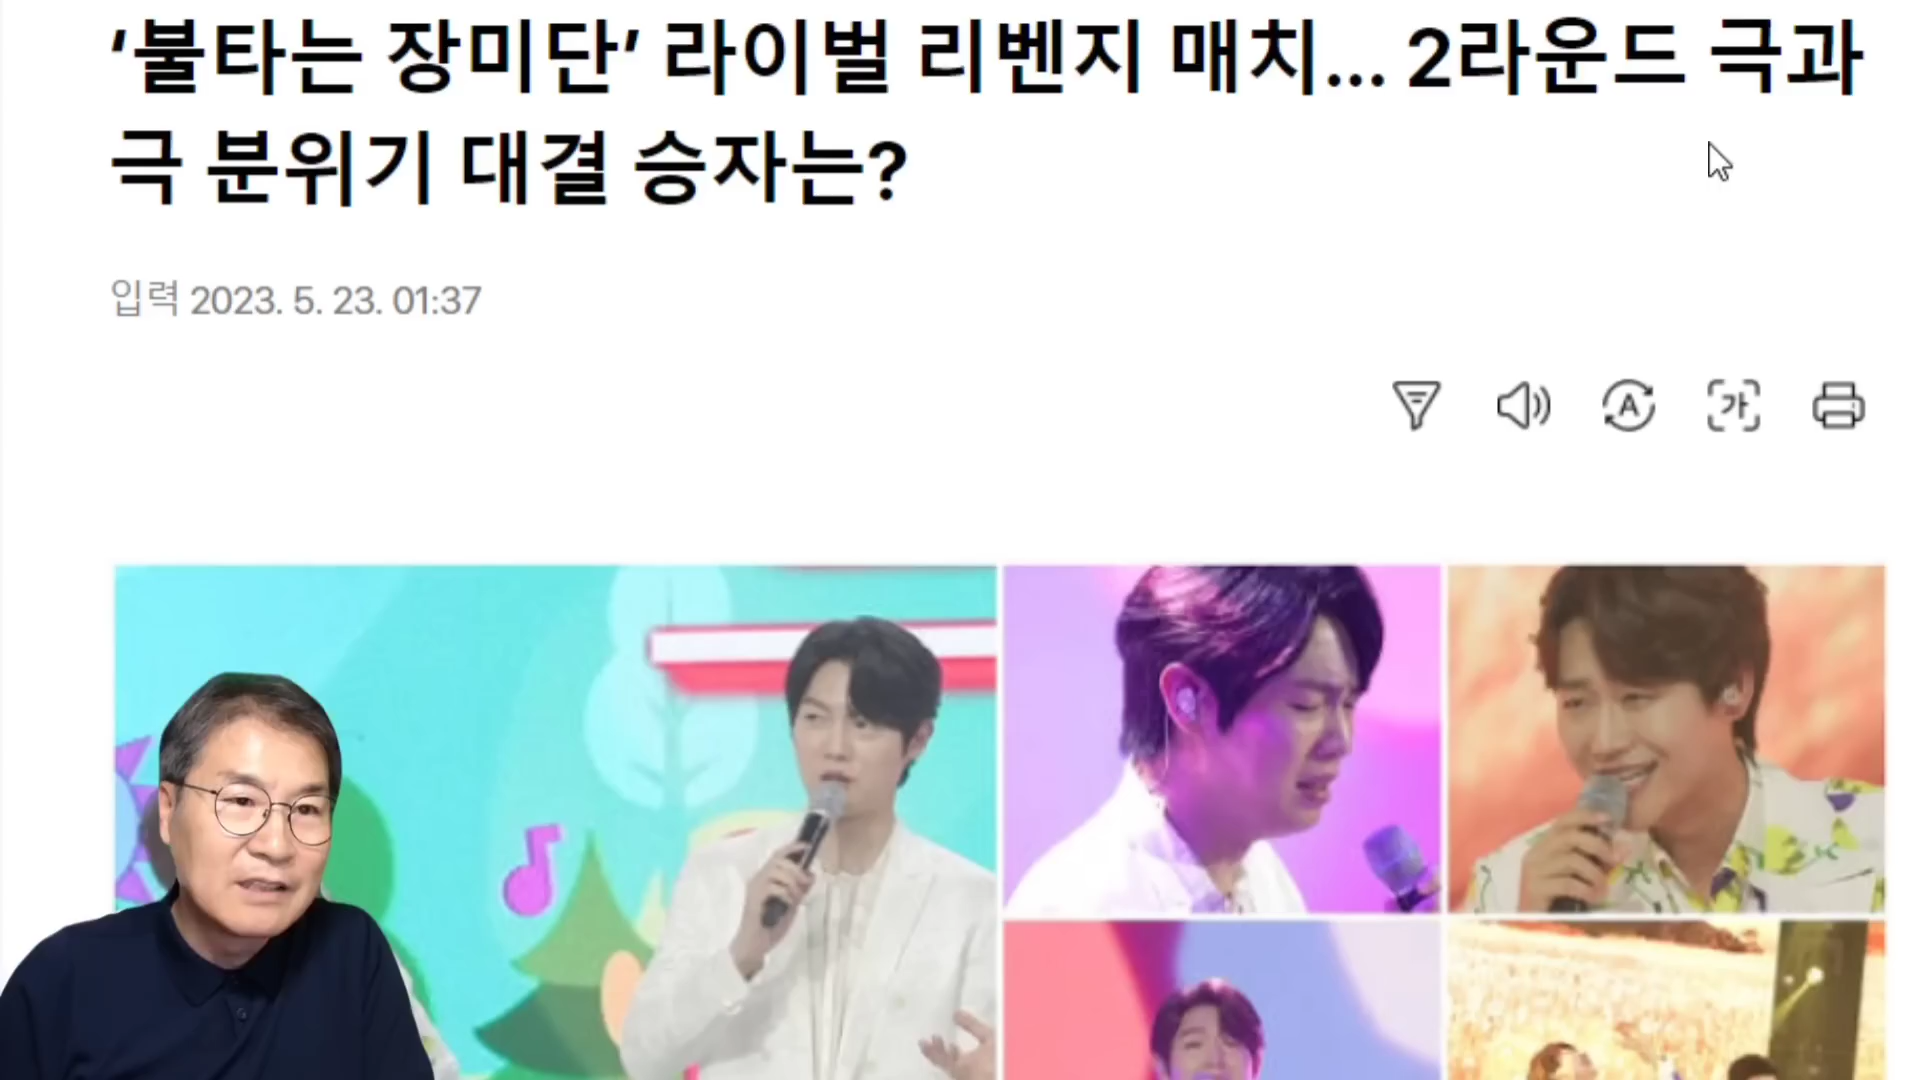 ‘불타는 장미단’ 라이벌 리벤지 매치... 2라운드 극과
극 분위기 대결 승자는?
입력 2023. 5. 23. 01:37
A
가